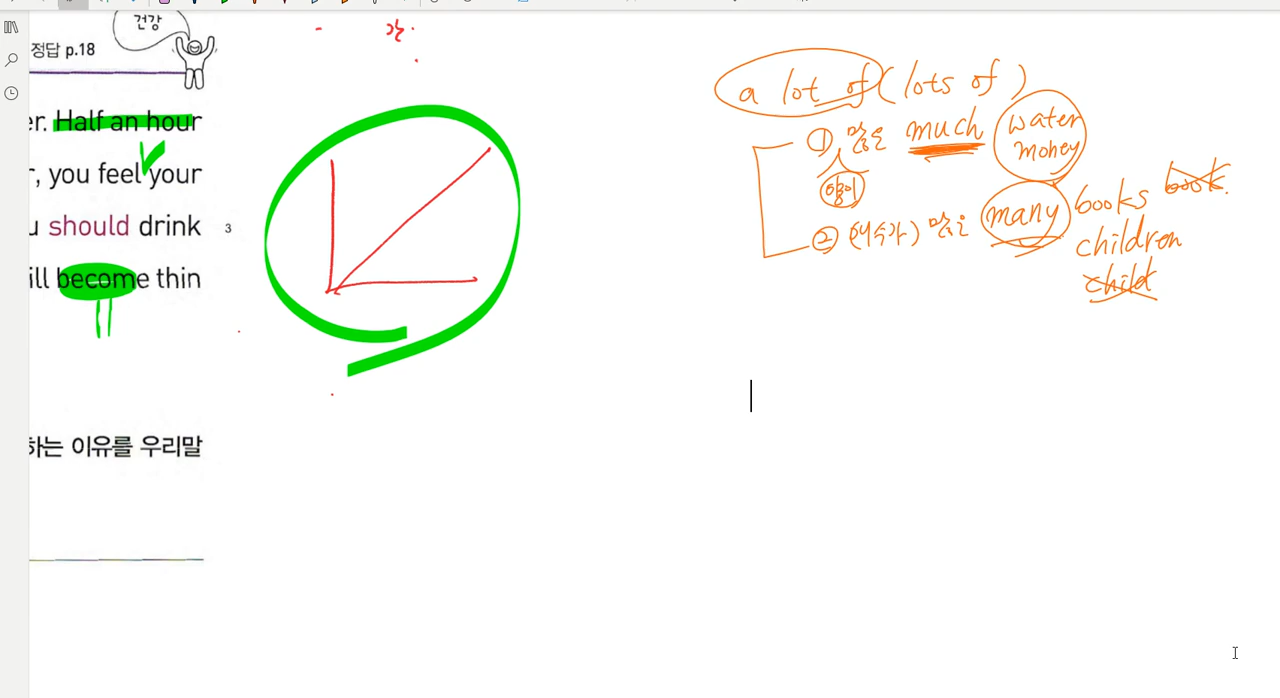 건강
정답 p.18
er. Half an hour
r, you feel your
u should drink
3
ill become thin
하는 이유를 우리말
a lot of (lots of)
① 많은 much water
money
양이
② (개수가) 많은 many books book.
children
child